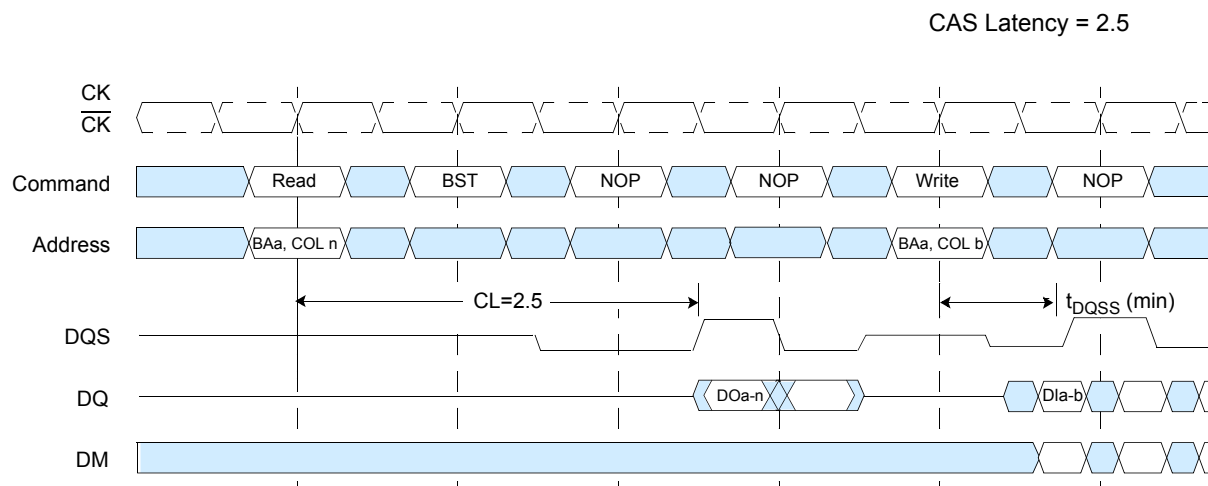 CAS Latency = 2.5
CK
CK
Command
Read
BST
NOP
NOP
Write
NOP
Address
BAa, COL n
BAa, COL b
CL=2.5
tDQSS (min)
DQS
DQ
DOa-n
DIa-b
DM